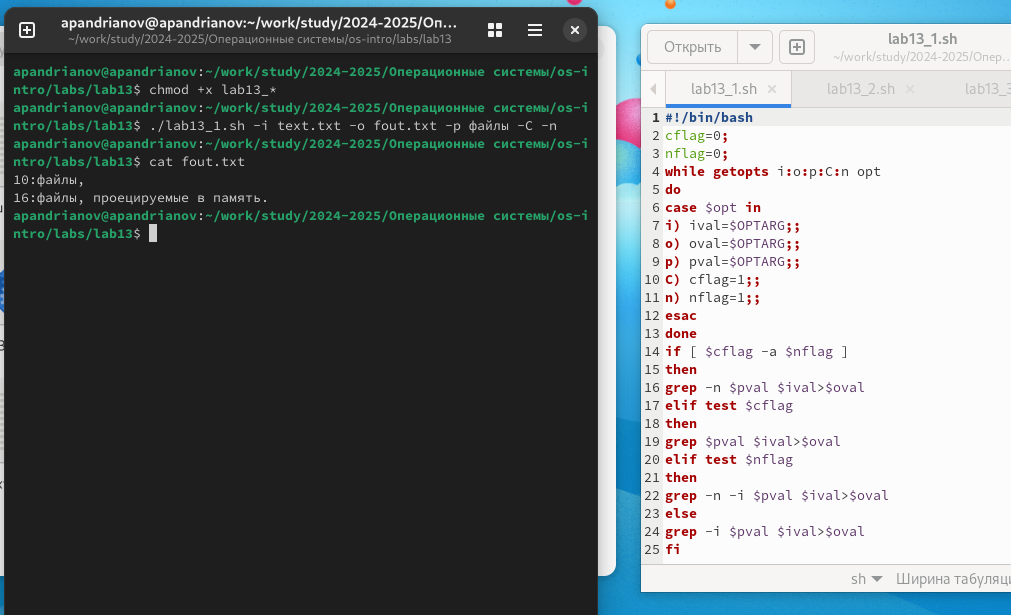 apandrianov@apandrianov:~/work/study/2024-2025/Оп…
~/work/study/2024-2025/Операционные системы/os-intro/labs/lab13
apandrianov@apandrianov:~/work/study/2024-2025/Операционные системы/os-i
ntro/labs/lab13$ chmod +x lab13_*
apandrianov@apandrianov:~/work/study/2024-2025/Операционные системы/os-i
ntro/labs/lab13$ ./lab13_1.sh -i text.txt -o fout.txt -p файлы -C -n
apandrianov@apandrianov:~/work/study/2024-2025/Операционные системы/os-i
ntro/labs/lab13$ cat fout.txt
10:файлы,
16:файлы, проецируемые в память.
apandrianov@apandrianov:~/work/study/2024-2025/Операционные системы/os-i
ntro/labs/lab13$
Открыть
lab13_1.sh
~/work/study/2024-2025/Опер…
lab13_1.sh
lab13_2.sh
lab13_3
1 #!/bin/bash
2 cflag=0;
3 nflag=0;
4 while getopts i:o:p:C:n opt
5 do
6 case $opt in
7 i) ival=$OPTARG;;
8 o) oval=$OPTARG;;
9 p) pval=$OPTARG;;
10 C) cflag=1;;
11 n) nflag=1;;
12 esac
13 done
14 if [ $cflag -a $nflag ]
15 then
16 grep -n $pval $ival>$oval
17 elif test $cflag
18 then
19 grep $pval $ival>$oval
20 elif test $nflag
21 then
22 grep -n -i $pval $ival>$oval
23 else
24 grep -i $pval $ival>$oval
25 fi
sh
Ширина табуляци